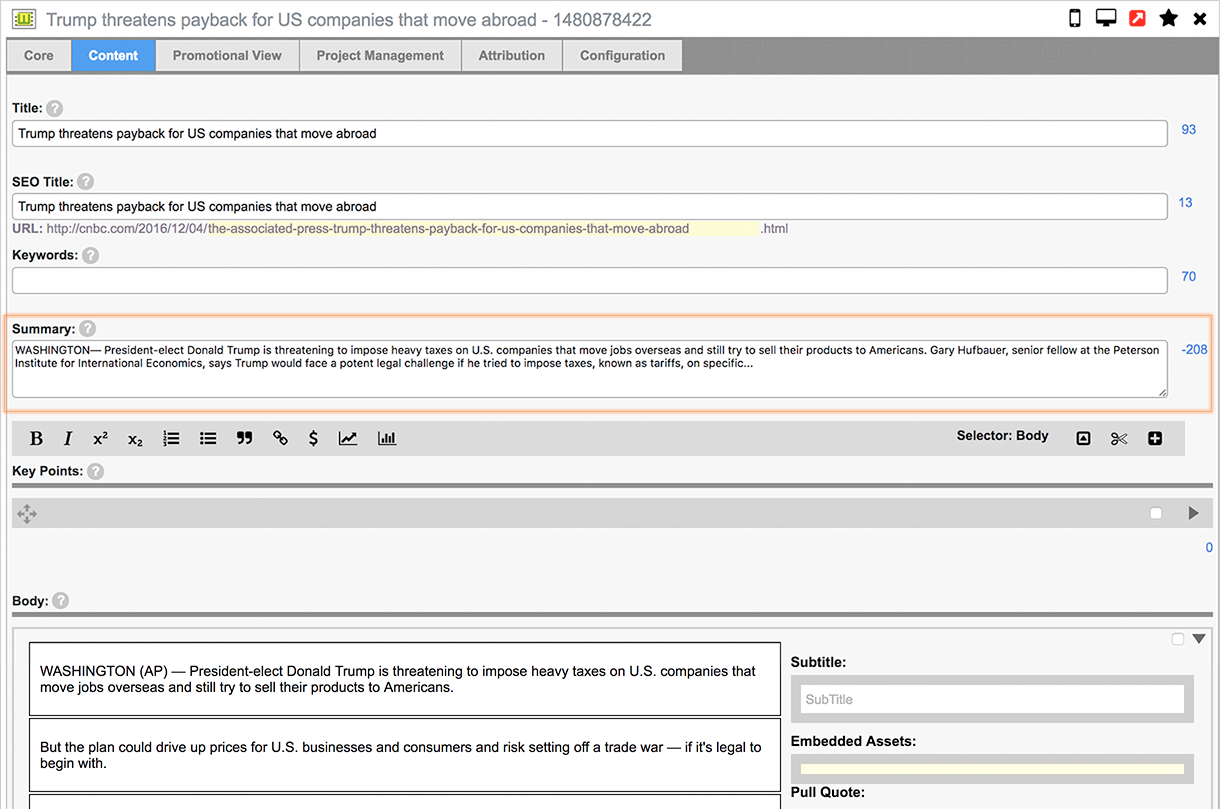 Trump threatens payback for US companies that move abroad - 1480878422
Core Content Promotional View Project Management Attribution Configuration
Title: ?
Trump threatens payback for US companies that move abroad 93
SEO Title: ?
Trump threatens payback for US companies that move abroad 13
URL: http://cnbc.com/2016/12/04/the-associated-press-trump-threatens-payback-for-us-companies-that-move-abroad .html
Keywords: ?
70
Summary: ?
WASHINGTON— President-elect Donald Trump is threatening to impose heavy taxes on U.S. companies that move jobs overseas and still try to sell their products to Americans. Gary Hufbauer, senior fellow at the Peterson
Institute for International Economics, says Trump would face a potent legal challenge if he tried to impose taxes, known as tariffs, on specific...
-208
B I x² x₂ $ Selector: Body
Key Points: ?
0
Body: ?
WASHINGTON (AP) — President-elect Donald Trump is threatening to impose heavy taxes on U.S. companies that
move jobs overseas and still try to sell their products to Americans.
But the plan could drive up prices for U.S. businesses and consumers and risk setting off a trade war — if it's legal to
begin with.
Subtitle:
SubTitle
Embedded Assets:
Pull Quote: